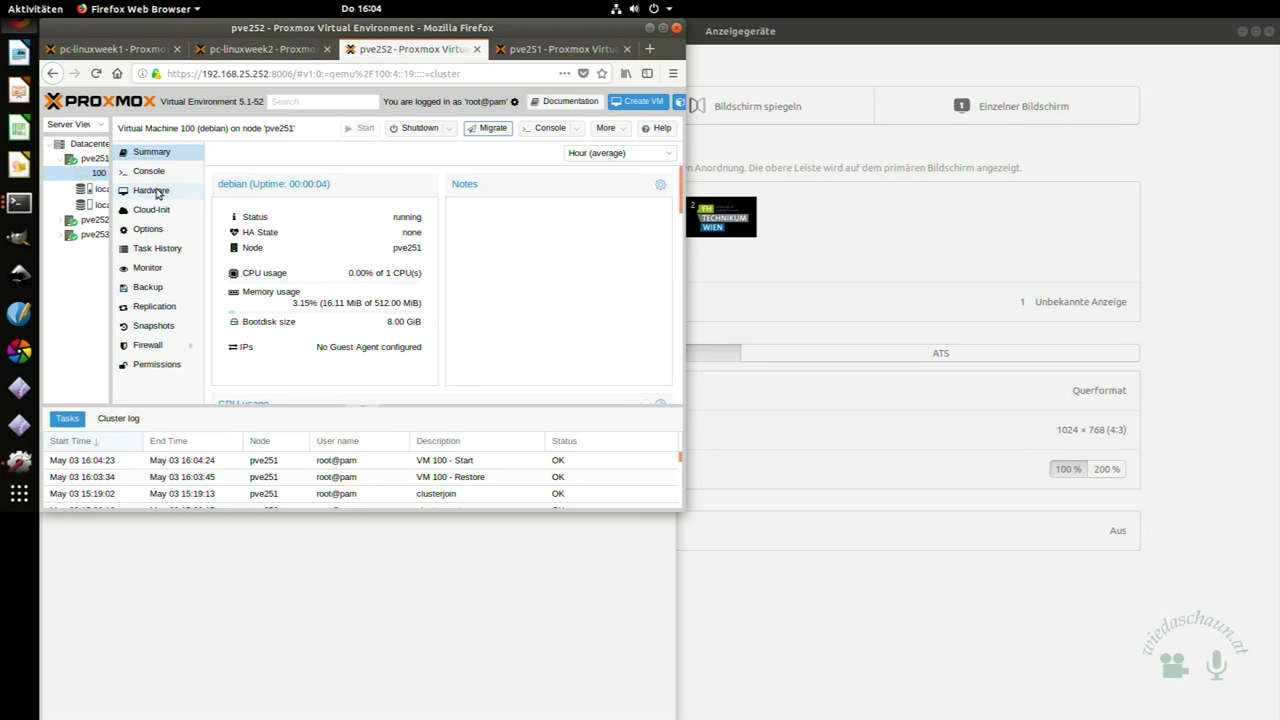 Aktivitäten Firefox Web Browser Do 16:04
pve252 - Proxmox Virtual Environment - Mozilla Firefox
Anzeigegeräte
pc-linuxweek1 - Proxmo
pc-linuxweek2 - Proxmo
pve252 - Proxmox Virtua
pve251 - Proxmox Virtu
https://192.168.25.252:8006/#v1:0:=qemu%2F100:4::19::::=cluster
PROXMOX Virtual Environment 5.1-52 Search You are logged in as 'root@pam' Documentation Create VM
Bildschirm spiegeln
1 Einzelner Bildschirm
Server Vie
Virtual Machine 100 (debian) on node 'pve251' Start Shutdown Migrate Console More Help
Datacente
pve251
100
loca
loca
pve252
pve253
Summary
Console
Hardware
Cloud-Init
Options
Task History
Monitor
Backup
Replication
Snapshots
Firewall
Permissions
Hour (average)
debian (Uptime: 00:00:04)
Status running
HA State none
Node pve251
CPU usage 0.00% of 1 CPU(s)
Memory usage
3.15% (16.11 MiB of 512.00 MiB)
Bootdisk size 8.00 GiB
IPs No Guest Agent configured
Notes
CPU usage
Tasks Cluster log
Start Time End Time Node User name Description Status
May 03 16:04:23 May 03 16:04:24 pve251 root@pam VM 100 - Start OK
May 03 16:03:34 May 03 16:03:45 pve251 root@pam VM 100 - Restore OK
May 03 15:19:02 May 03 15:19:13 pve251 root@pam clusterjoin OK
en Anordnung. Die obere Leiste wird auf dem primären Bildschirm angezeigt.
2
FH
TECHNIKUM
WIEN
1 Unbekannte Anzeige
ATS
Querformat
1024 × 768 (4:3)
100 % 200 %
Aus
wiedaschaun.at